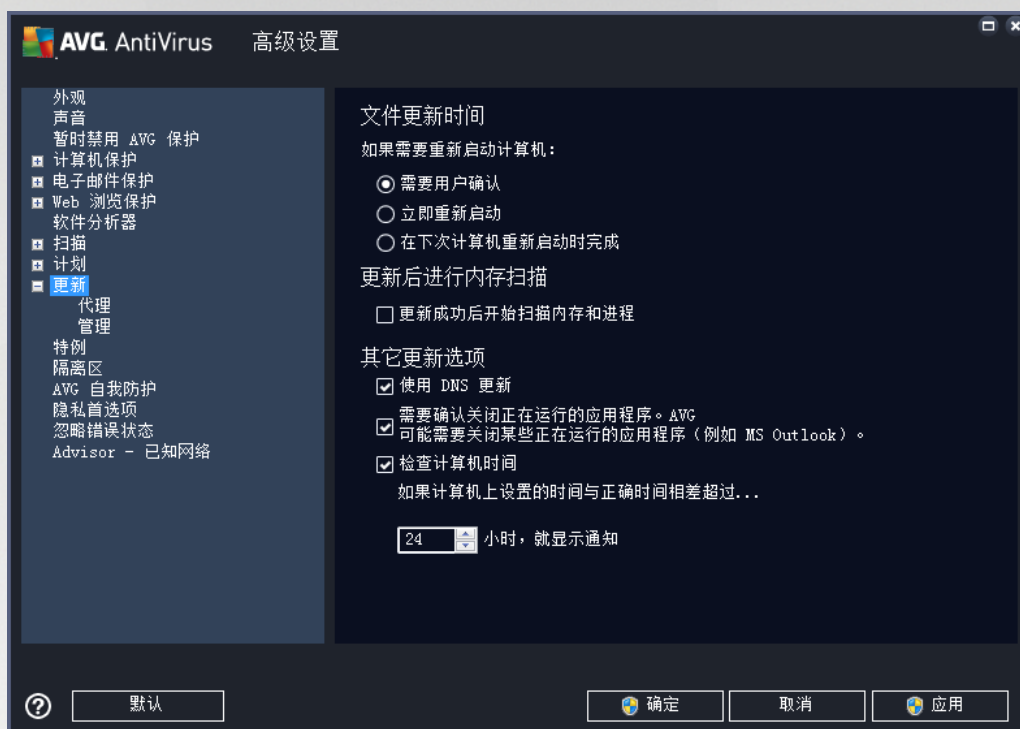 AVG. AntiVirus 高级设置
外观
声音
暂时禁用 AVG 保护
计算机保护
电子邮件保护
Web 浏览保护
软件分析器
扫描
计划
更新
代理
管理
特例
隔离区
AVG 自我防护
隐私首选项
忽略错误状态
Advisor - 已知网络
文件更新时间
如果需要重新启动计算机:
需要用户确认
立即重新启动
在下次计算机重新启动时完成
更新后进行内存扫描
更新成功后开始扫描内存和进程
其它更新选项
使用 DNS 更新
需要确认关闭正在运行的应用程序。AVG
可能需要关闭某些正在运行的应用程序（例如 MS Outlook）。
检查计算机时间
如果计算机上设置的时间与正确时间相差超过...
24 小时，就显示通知
默认 确定 取消 应用